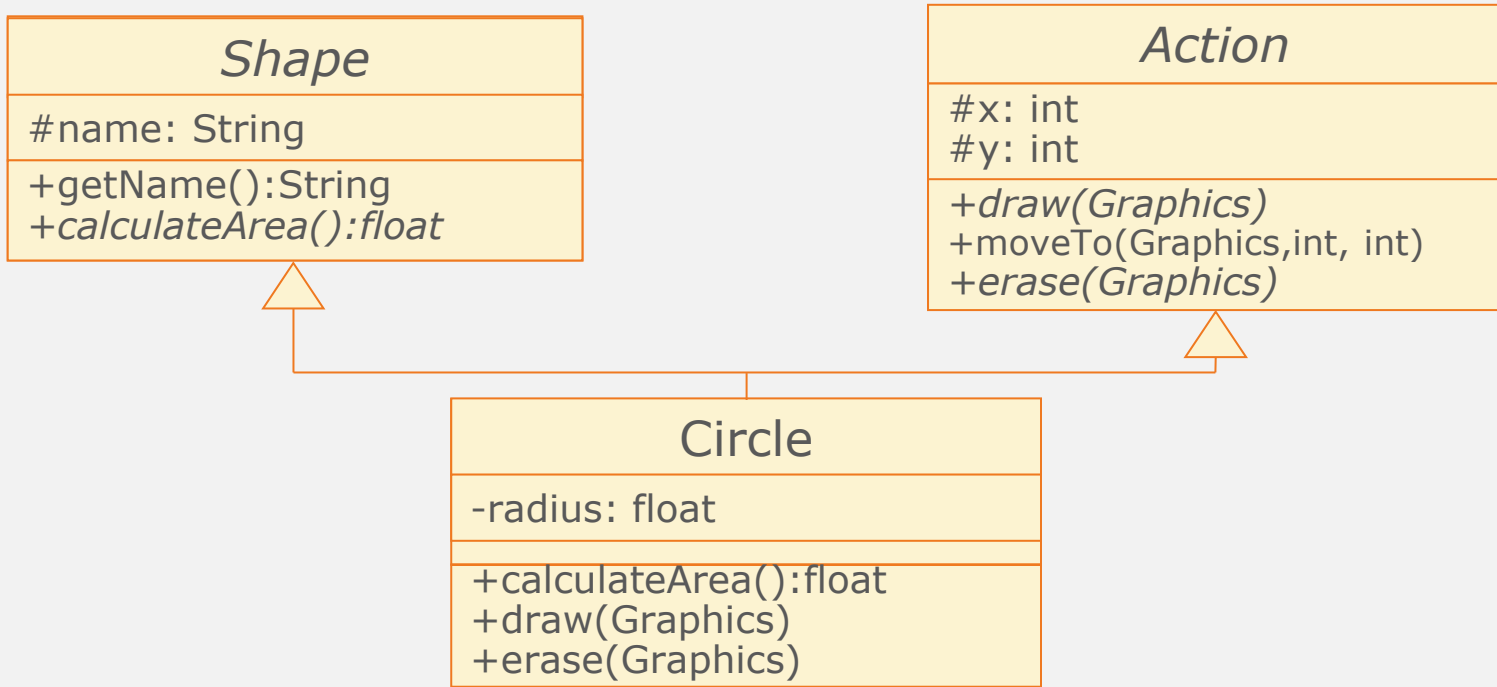 Shape
#name: String
+getName():String
+calculateArea():float
Action
#x: int
#y: int
+draw(Graphics)
+moveTo(Graphics,int, int)
+erase(Graphics)
Circle
-radius: float
+calculateArea():float
+draw(Graphics)
+erase(Graphics)